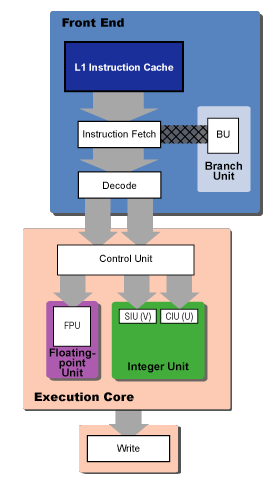 Front End
L1 Instruction Cache
Instruction Fetch
BU
Branch
Unit
Decode
Control Unit
FPU
SIU (V)
CIU (U)
Floating-
point
Unit
Integer Unit
Execution Core
Write